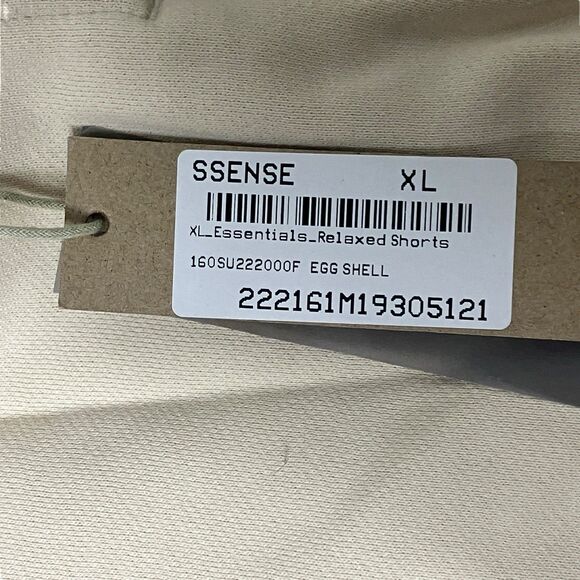 SSENSE XL
XL_Essentials_Relaxed Shorts
160SU222000F EGG SHELL
222161M19305121